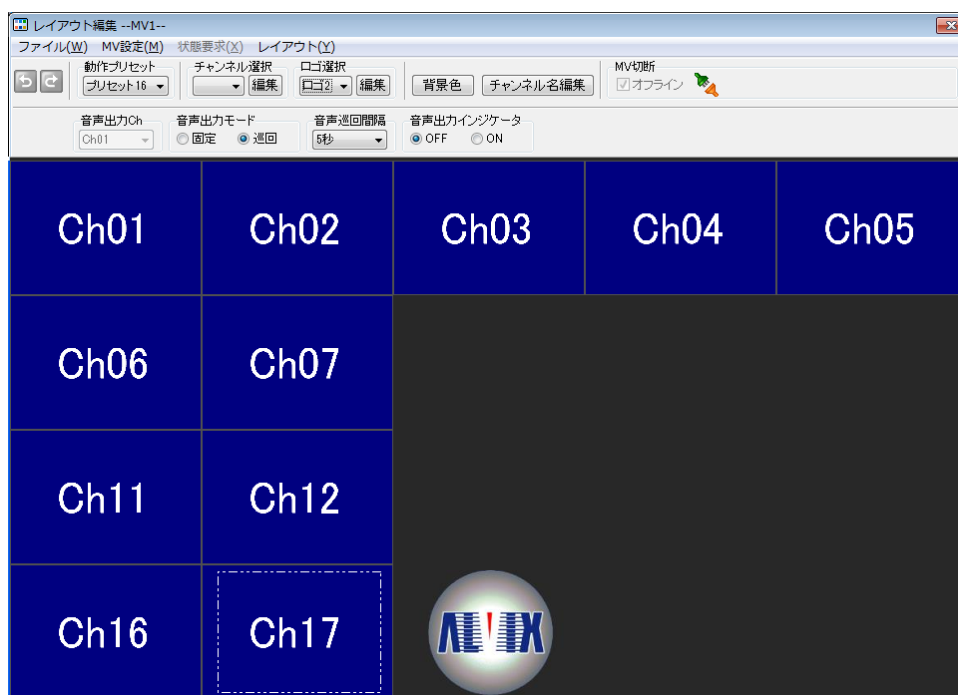 レイアウト編集 --MV1--
ファイル(W) MV設定(M) 状態要求(X) レイアウト(Y)
動作プリセット チャンネル選択 ロゴ選択 MV切断
プリセット16 編集 ロゴ2 編集 背景色 チャンネル名編集 オフライン
音声出力Ch 音声出力モード 音声巡回間隔 音声出力インジケータ
Ch01 固定 巡回 5秒 OFF ON
Ch01 Ch02 Ch03 Ch04 Ch05
Ch06 Ch07
Ch11 Ch12
Ch16 Ch17